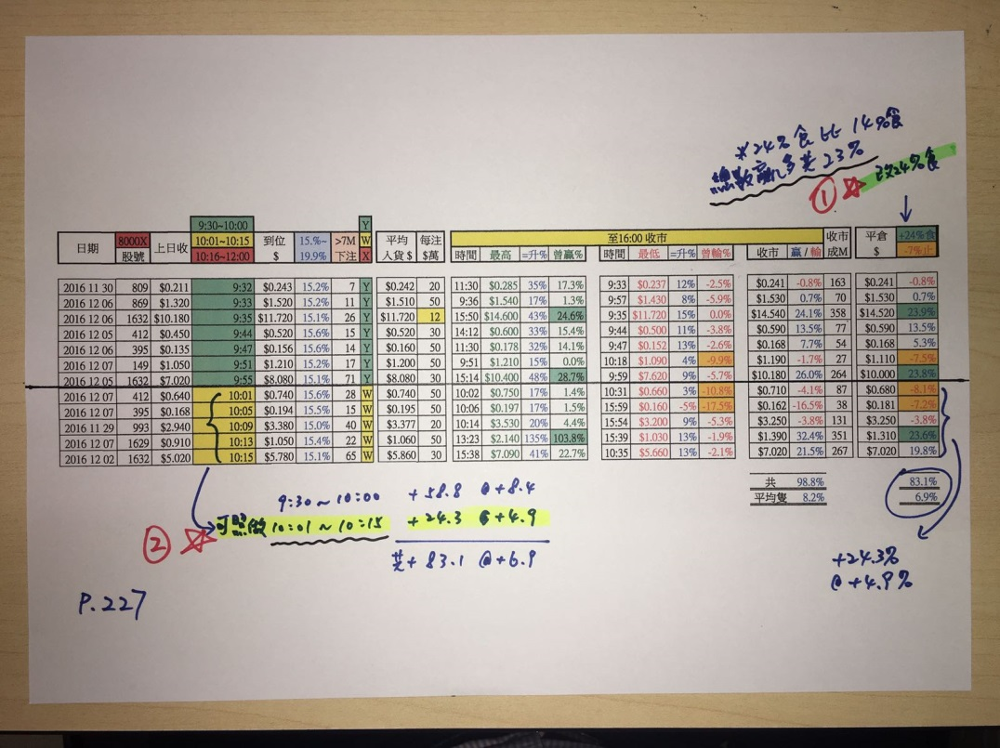 ※24%食比14%食
總數贏多共23%
① 改24%食
9:30~10:00 Y
日期 8000X 股號 上日收 10:01~10:15 10:16~12:00 到位 $ 15.5%~ 19.9% >7M 下注 W X 平均 入貨 $ 每注 $萬 至16:00 收市 收市 成M 平倉 $ +24%食 -7%止
時間 最高 =升% 曾贏% 時間 最低 =升% 曾輸% 收市 贏/輸
2016 11 30 809 $0.211 9:32 $0.243 15.2% 7 Y $0.242 20 11:30 $0.285 35% 17.3% 9:33 $0.237 12% -2.5% $0.241 -0.8% 163 $0.241 -0.8%
2016 12 06 869 $1.320 9:33 $1.520 15.2% 11 Y $1.510 50 9:36 $1.540 17% 1.3% 9:57 $1.430 8% -5.9% $1.530 0.7% 70 $1.530 0.7%
2016 12 06 1632 $10.180 9:35 $11.720 15.1% 26 Y $11.720 12 15:50 $14.600 43% 24.6% 9:35 $11.720 15% 0.0% $14.540 24.1% 358 $14.520 23.9%
2016 12 05 412 $0.450 9:44 $0.520 15.6% 15 Y $0.520 30 14:12 $0.600 33% 15.4% 9:44 $0.500 11% -3.8% $0.590 13.5% 77 $0.590 13.5%
2016 12 06 395 $0.135 9:47 $0.156 15.6% 14 Y $0.160 50 11:30 $0.178 32% 14.1% 9:47 $0.152 13% -2.6% $0.168 7.7% 54 $0.168 5.3%
2016 12 07 149 $1.050 9:51 $1.210 15.2% 17 Y $1.200 50 9:51 $1.210 15% 0.0% 10:18 $1.090 4% -9.9% $1.190 -1.7% 27 $1.110 -7.5%
2016 12 05 1632 $7.020 9:55 $8.080 15.1% 71 Y $8.080 30 15:14 $10.400 48% 28.7% 9:59 $7.620 9% -5.7% $10.180 26.0% 264 $10.000 23.8%
2016 12 07 412 $0.640 10:01 $0.740 15.6% 28 W $0.740 50 10:02 $0.750 17% 1.4% 10:31 $0.660 3% -10.8% $0.710 -4.1% 87 $0.680 -8.1%
2016 12 07 395 $0.168 10:05 $0.194 15.5% 15 W $0.195 50 10:06 $0.197 17% 1.5% 15:59 $0.160 -5% -17.5% $0.162 -16.5% 38 $0.181 -7.2%
2016 11 29 993 $2.940 10:09 $3.380 15.0% 40 W $3.377 20 10:14 $3.530 20% 4.4% 15:54 $3.200 9% -5.3% $3.250 -3.8% 131 $3.250 -3.8%
2016 12 07 1629 $0.910 10:13 $1.050 15.4% 22 W $1.060 50 13:23 $2.140 135% 103.8% 15:39 $1.030 13% -1.9% $1.390 32.4% 351 $1.310 23.6%
2016 12 02 1632 $5.020 10:15 $5.780 15.1% 65 W $5.860 30 15:38 $7.090 41% 22.7% 10:35 $5.660 13% -2.1% $7.020 21.5% 267 $7.020 19.8%
共 98.8% 83.1%
平均隻 8.2% 6.9%
9:30~10:00 +58.8 @+8.4
② 可照做 10:01~10:15 +24.3 @+4.9
共+83.1 @+6.9
+24.3%
@+4.9%
P.227